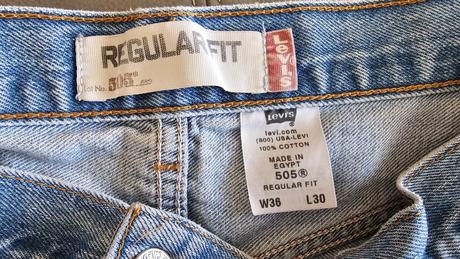 REGULAR FIT
Lot No. 505®
Levi's
Levi's
levi.com
(800) USA-LEVI
100% COTTON
MADE IN
EGYPT
505®
REGULAR FIT
W36 L30